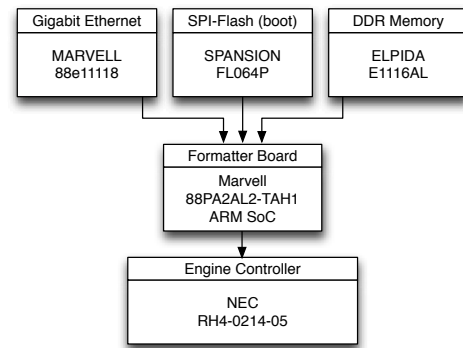 Gigabit Ethernet
MARVELL
88e11118
SPI-Flash (boot)
SPANSION
FL064P
DDR Memory
ELPIDA
E1116AL
Formatter Board
Marvell
88PA2AL2-TAH1
ARM SoC
Engine Controller
NEC
RH4-0214-05